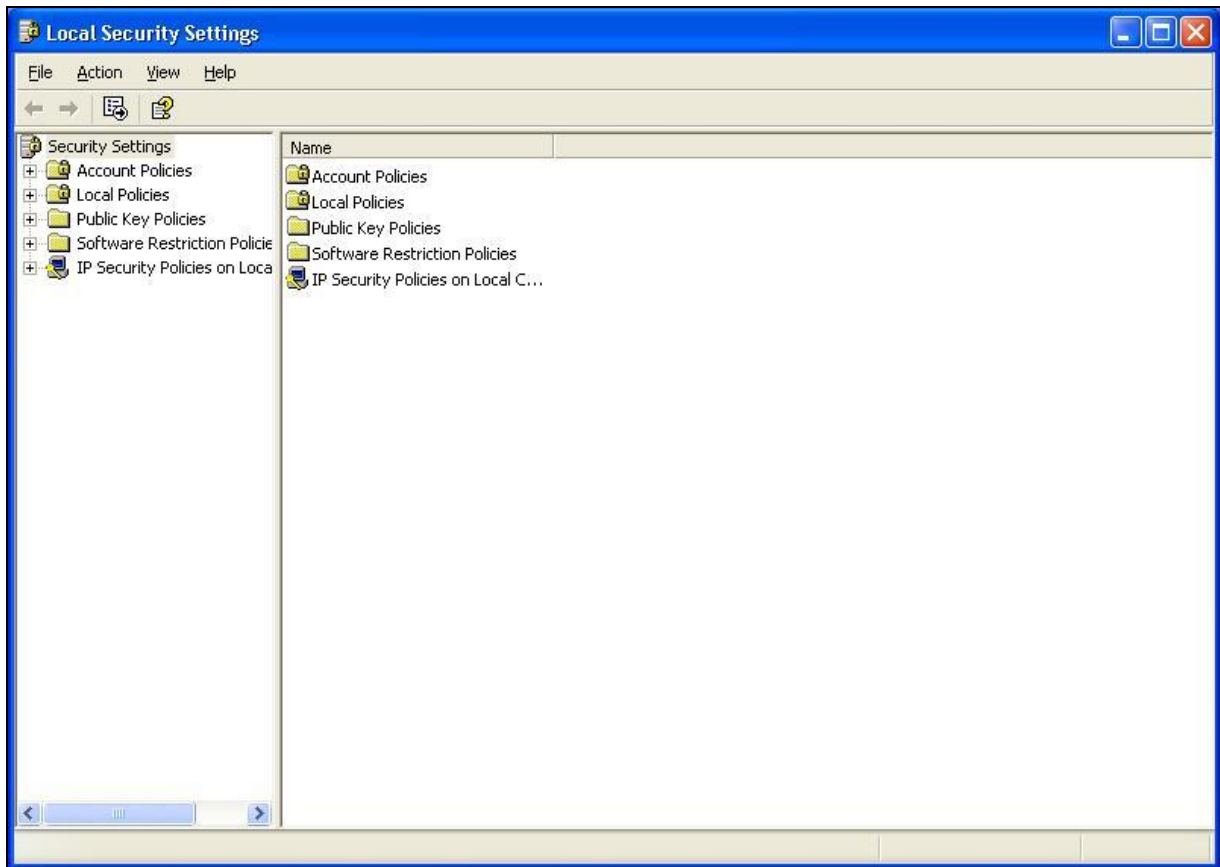 Local Security Settings
File Action View Help
Security Settings
Account Policies
Local Policies
Public Key Policies
Software Restriction Policie
IP Security Policies on Loca
Name
Account Policies
Local Policies
Public Key Policies
Software Restriction Policies
IP Security Policies on Local C...